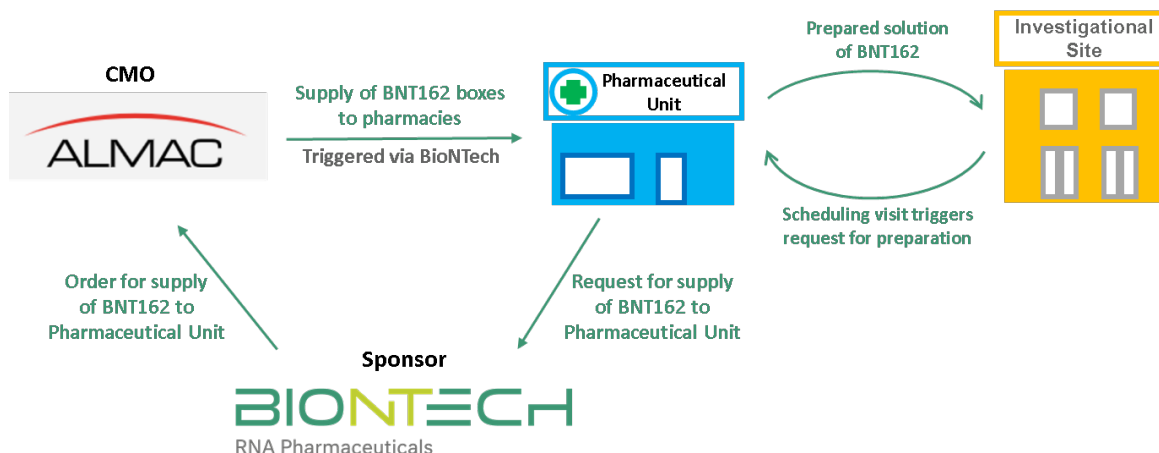 CMO
ALMAC
Supply of BNT162 boxes
to pharmacies
Triggered via BioNTech
Pharmaceutical
Unit
Prepared solution
of BNT162
Investigational
Site
Scheduling visit triggers
request for preparation
Order for supply
of BNT162 to
Pharmaceutical Unit
Request for supply
of BNT162 to
Pharmaceutical Unit
Sponsor
BIONTECH
RNA Pharmaceuticals